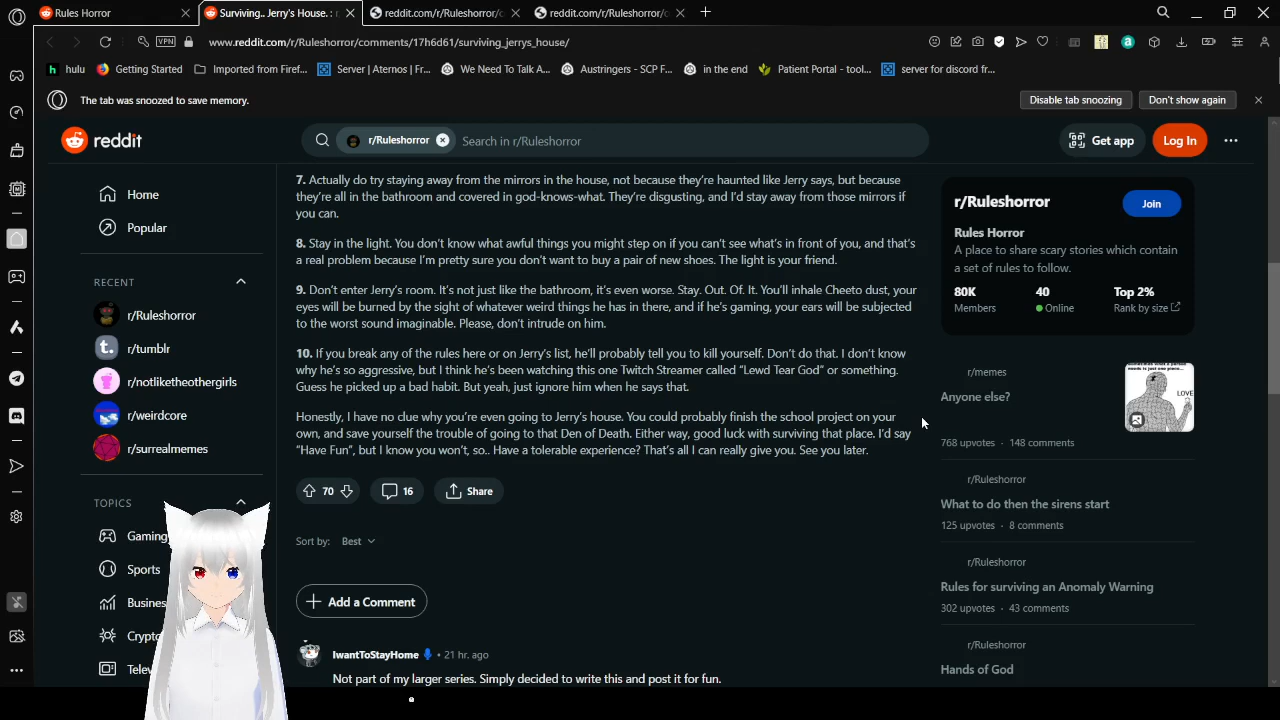 Rules Horror
Surviving.. Jerry's House. :
reddit.com/r/Ruleshorror/c
reddit.com/r/Ruleshorror/c
VPN
www.reddit.com/r/Ruleshorror/comments/17h6d61/surviving_jerrys_house/
hulu
Getting Started
Imported from Firef...
Server | Aternos | Fr...
We Need To Talk A...
Austringers - SCP F...
in the end
Patient Portal - tool...
server for discord fr...
The tab was snoozed to save memory.
Disable tab snoozing
Don't show again
reddit
r/Ruleshorror
Search in r/Ruleshorror
Get app
Log In
Home
Popular
RECENT
r/Ruleshorror
r/tumblr
r/notliketheothergirls
r/weirdcore
r/surrealmemes
TOPICS
Gaming
Sports
Busines
Crypto
Telev
7. Actually do try staying away from the mirrors in the house, not because they're haunted like Jerry says, but because
they're all in the bathroom and covered in god-knows-what. They're disgusting, and I'd stay away from those mirrors if
you can.
8. Stay in the light. You don't know what awful things you might step on if you can't see what's in front of you, and that's
a real problem because I'm pretty sure you don't want to buy a pair of new shoes. The light is your friend.
9. Don't enter Jerry's room. It's not just like the bathroom, it's even worse. Stay. Out. Of. It. You'll inhale Cheeto dust, your
eyes will be burned by the sight of whatever weird things he has in there, and if he's gaming, your ears will be subjected
to the worst sound imaginable. Please, don't intrude on him.
10. If you break any of the rules here or on Jerry's list, he'll probably tell you to kill yourself. Don't do that. I don't know
why he's so aggressive, but I think he's been watching this one Twitch Streamer called "Lewd Tear God" or something.
Guess he picked up a bad habit. But yeah, just ignore him when he says that.
Honestly, I have no clue why you're even going to Jerry's house. You could probably finish the school project on your
own, and save yourself the trouble of going to that Den of Death. Either way, good luck with surviving that place. I'd say
"Have Fun", but I know you won't, so.. Have a tolerable experience? That's all I can really give you. See you later.
70
16
Share
Sort by: Best
Add a Comment
IwantToStayHome • 21 hr. ago
Not part of my larger series. Simply decided to write this and post it for fun.
r/Ruleshorror
Join
Rules Horror
A place to share scary stories which contain
a set of rules to follow.
80K
Members
40
Online
Top 2%
Rank by size
r/memes
Anyone else?
LOVE
768 upvotes · 148 comments
r/Ruleshorror
What to do then the sirens start
125 upvotes · 8 comments
r/Ruleshorror
Rules for surviving an Anomaly Warning
302 upvotes · 43 comments
r/Ruleshorror
Hands of God